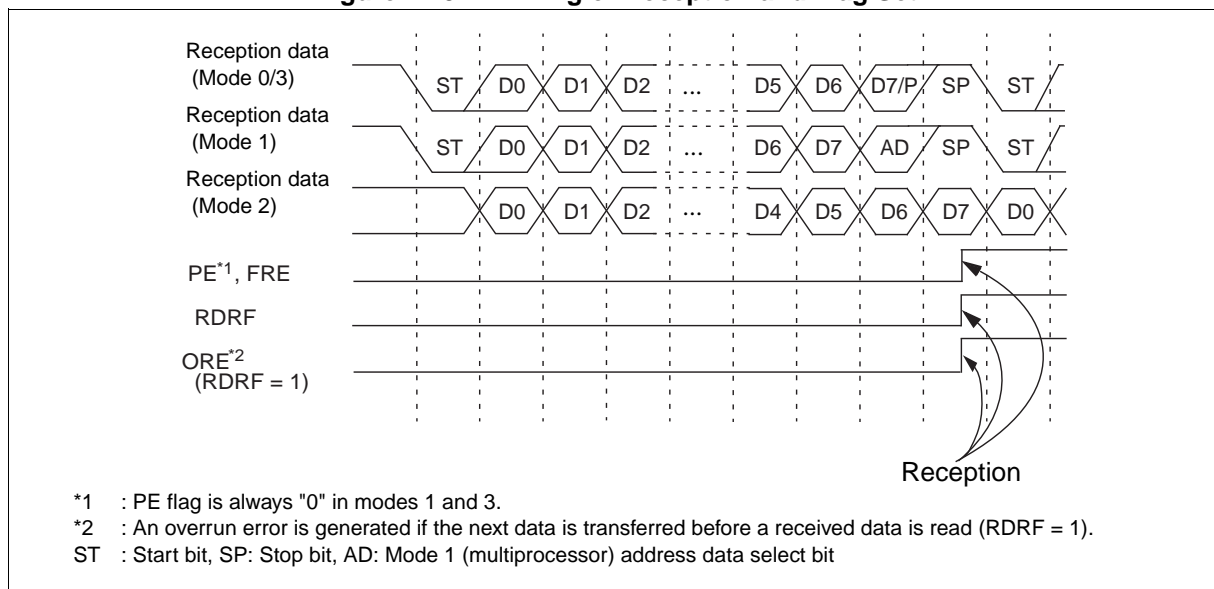 Reception data
(Mode 0/3)
ST D0 D1 D2 ... D5 D6 D7/P SP ST
Reception data
(Mode 1)
ST D0 D1 D2 ... D6 D7 AD SP ST
Reception data
(Mode 2)
D0 D1 D2 ... D4 D5 D6 D7 D0
PE*1, FRE
RDRF
ORE*2
(RDRF = 1)
Reception
*1 : PE flag is always "0" in modes 1 and 3.
*2 : An overrun error is generated if the next data is transferred before a received data is read (RDRF = 1).
ST : Start bit, SP: Stop bit, AD: Mode 1 (multiprocessor) address data select bit